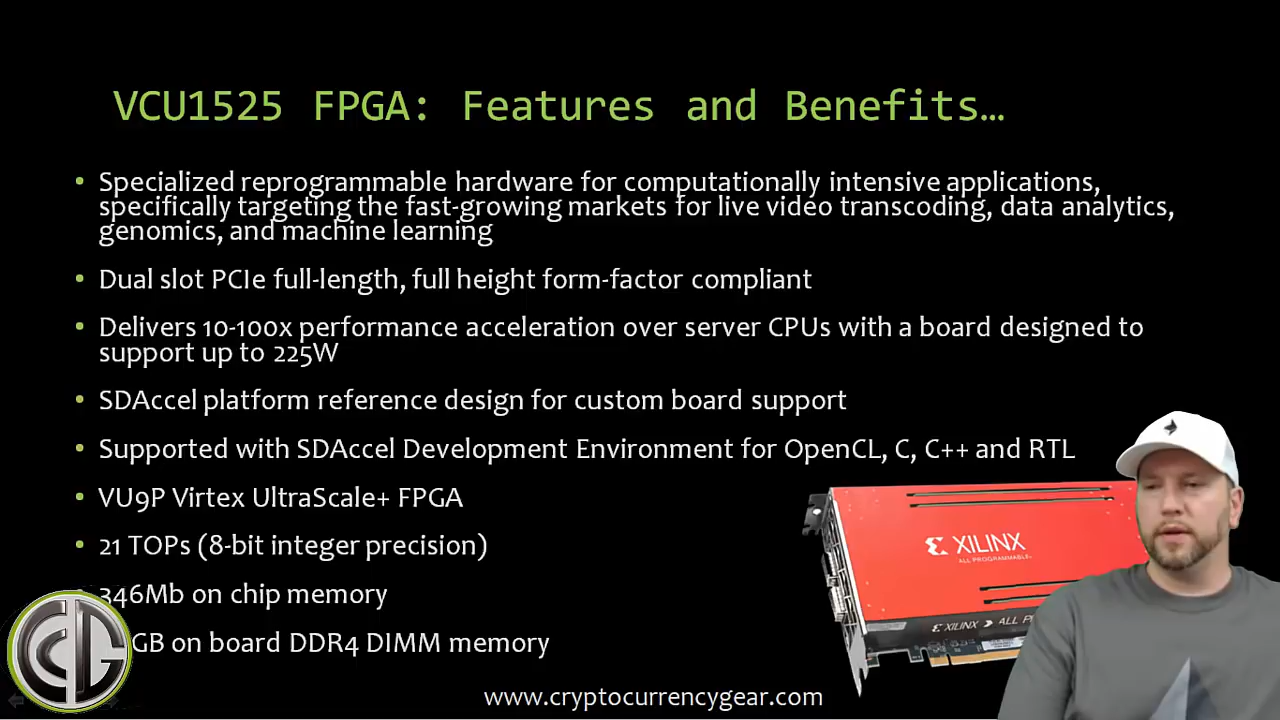 VCU1525 FPGA: Features and Benefits…
• Specialized reprogrammable hardware for computationally intensive applications,
specifically targeting the fast-growing markets for live video transcoding, data analytics,
genomics, and machine learning
• Dual slot PCIe full-length, full height form-factor compliant
• Delivers 10-100x performance acceleration over server CPUs with a board designed to
support up to 225W
• SDAccel platform reference design for custom board support
• Supported with SDAccel Development Environment for OpenCL, C, C++ and RTL
• VU9P Virtex UltraScale+ FPGA
• 21 TOPs (8-bit integer precision)
346Mb on chip memory
GB on board DDR4 DIMM memory
XILINX
ALL PROGRAMMABLE
XILINX > ALL
CG
www.cryptocurrencygear.com